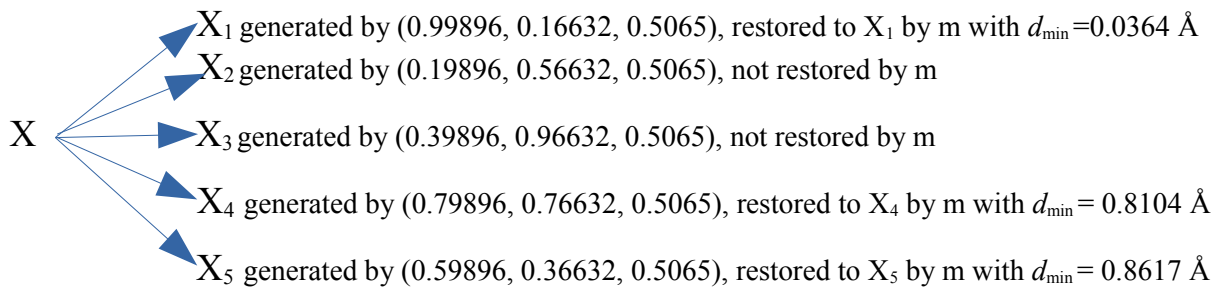 X₁ generated by (0.99896, 0.16632, 0.5065), restored to X₁ by m with dmin =0.0364 Å
X₂ generated by (0.19896, 0.56632, 0.5065), not restored by m
X
X₃ generated by (0.39896, 0.96632, 0.5065), not restored by m
X₄ generated by (0.79896, 0.76632, 0.5065), restored to X₄ by m with dmin = 0.8104 Å
X₅ generated by (0.59896, 0.36632, 0.5065), restored to X₅ by m with dmin = 0.8617 Å